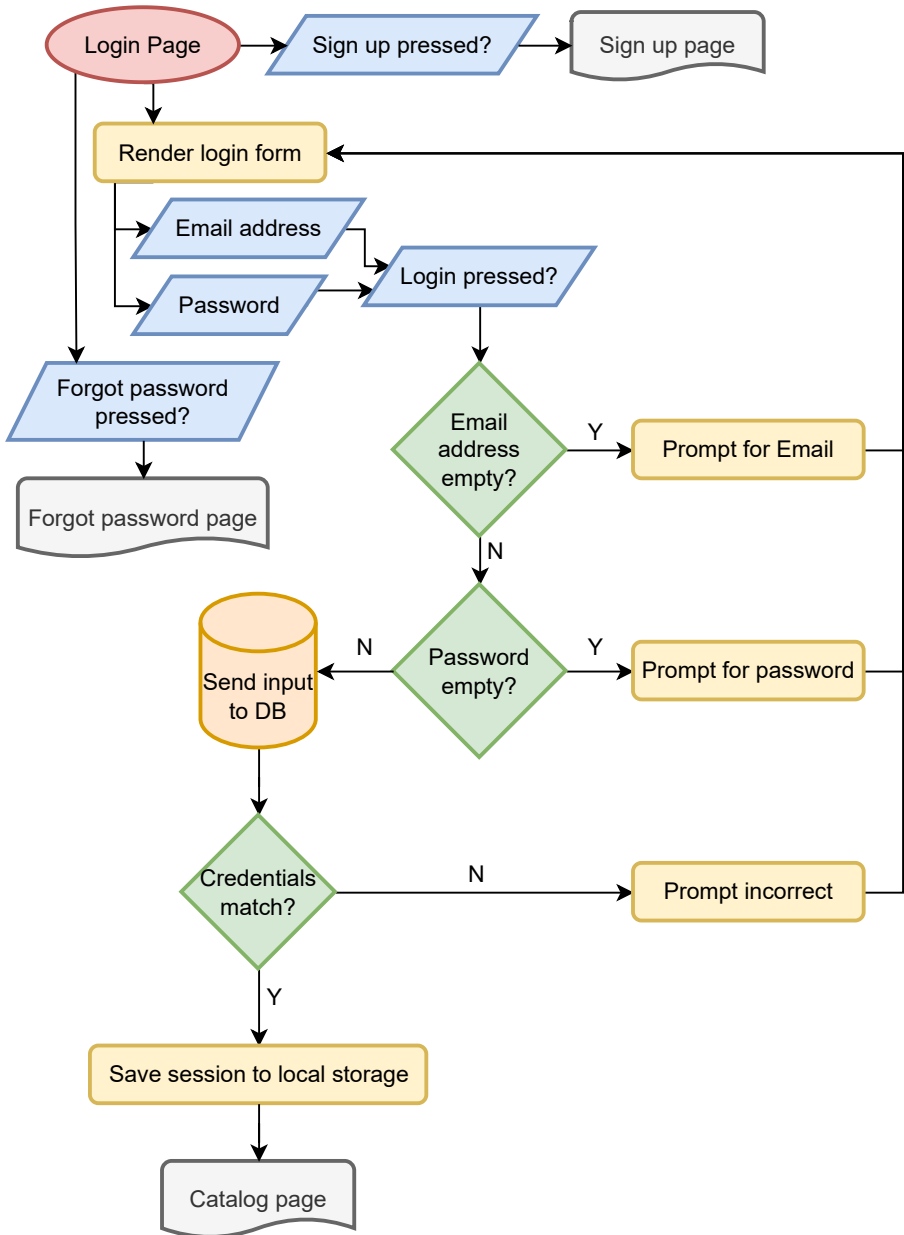 Login Page
Sign up pressed?
Sign up page
Render login form
Email address
Login pressed?
Password
Forgot password
pressed?
Email
address
empty?
Y
Prompt for Email
Forgot password page
N
N
Password
empty?
Y
Prompt for password
Send input
to DB
Credentials
match?
N
Prompt incorrect
Y
Save session to local storage
Catalog page